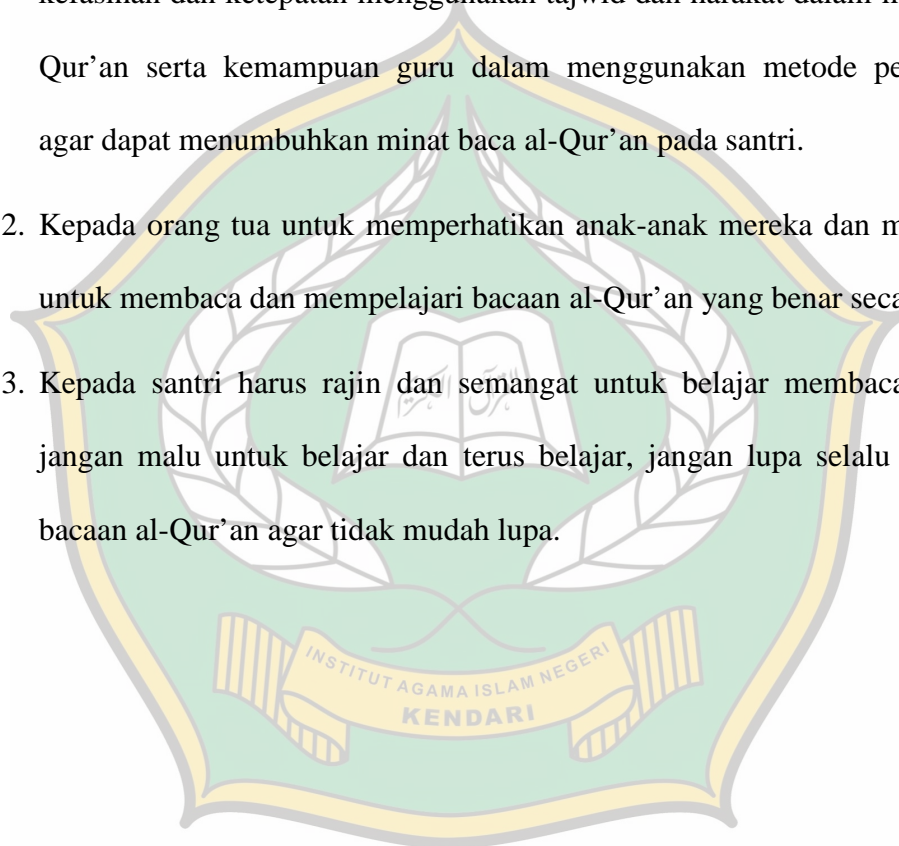 Qur’an serta kemampuan guru dalam menggunakan metode
agar dapat menumbuhkan minat baca al-Qur’an pada santri.
2. Kepada orang tua untuk memperhatikan anak-anak mereka dan
untuk membaca dan mempelajari bacaan al-Qur’an yang benar
3. Kepada santri harus rajin dan semangat untuk belajar membaca
القرآن الكريم
jangan malu untuk belajar dan terus belajar, jangan lupa selalu
bacaan al-Qur’an agar tidak mudah lupa.
INSTITUT AGAMA ISLAM NEGERI
KENDARI